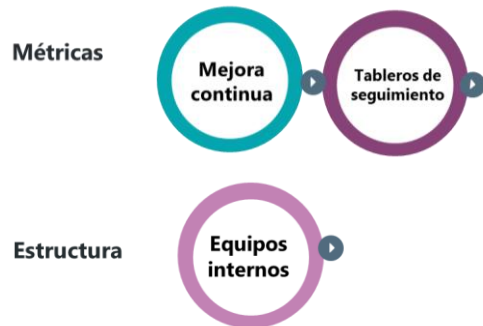 Métricas
Mejora
continua
Tableros de
seguimiento
Estructura
Equipos
internos